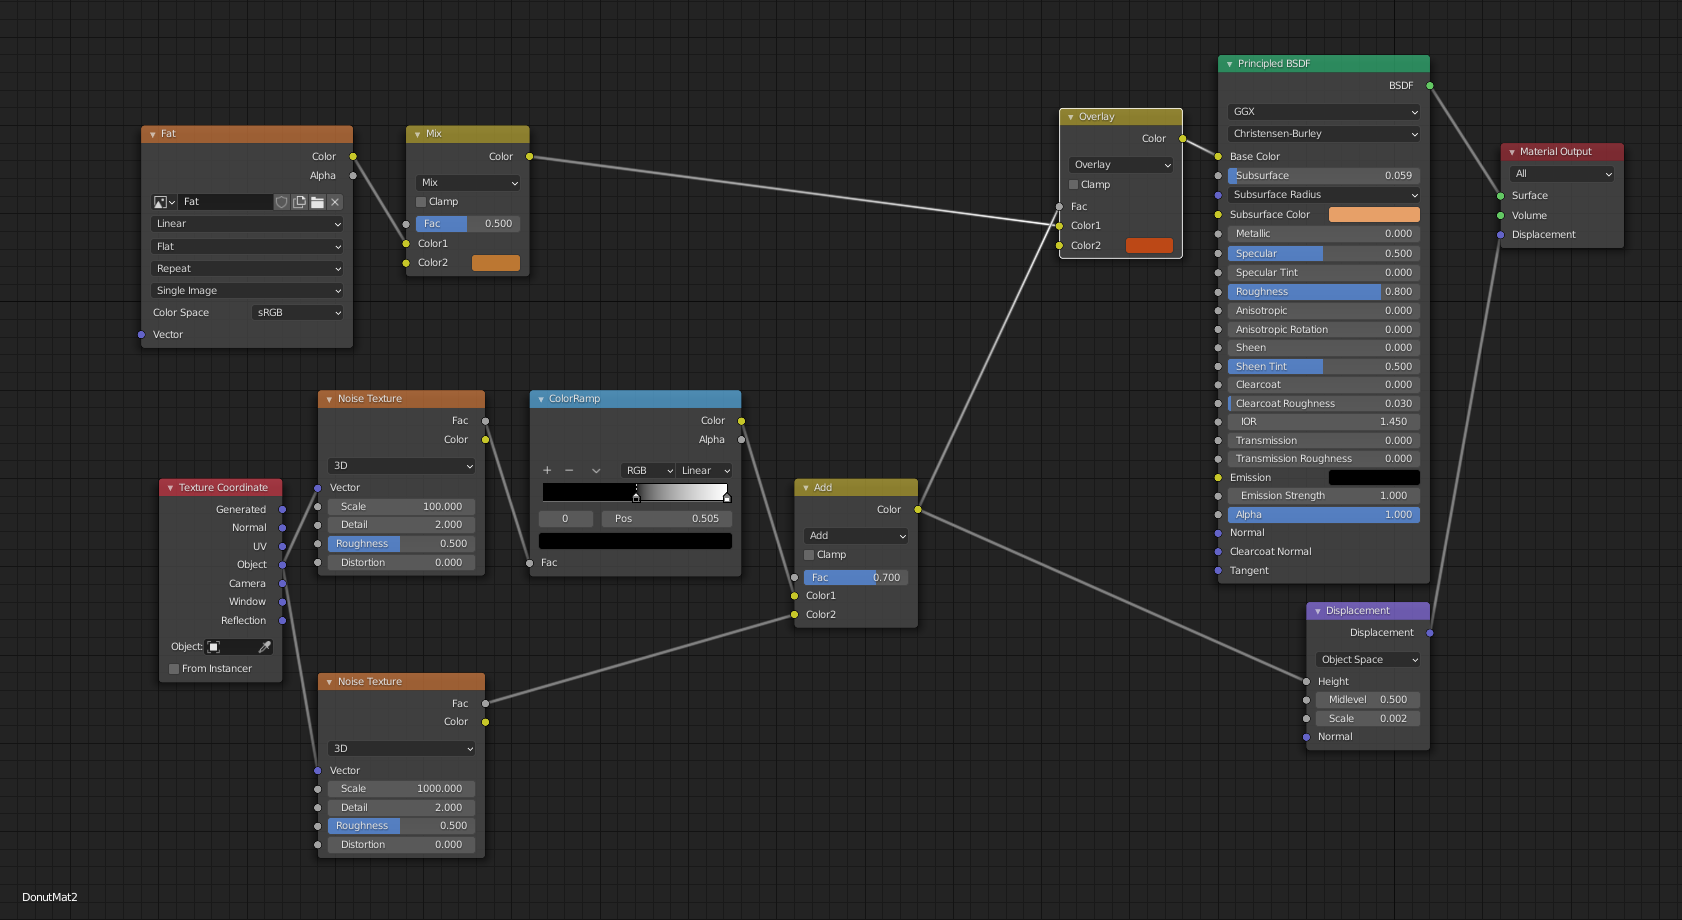 Fat
Color
Alpha
Fat
Linear
Flat
Repeat
Single Image
Color Space sRGB
Vector
Mix
Color
Mix
Clamp
Fac 0.500
Color1
Color2
Noise Texture
Fac
Color
3D
Vector
Scale 100.000
Detail 2.000
Roughness 0.500
Distortion 0.000
ColorRamp
Color
Alpha
RGB Linear
0 Pos 0.505
Fac
Texture Coordinate
Generated
Normal
UV
Object
Camera
Window
Reflection
Object:
From Instancer
Noise Texture
Fac
Color
3D
Vector
Scale 1000.000
Detail 2.000
Roughness 0.500
Distortion 0.000
Add
Color
Add
Clamp
Fac 0.700
Color1
Color2
Overlay
Color
Overlay
Clamp
Fac
Color1
Color2
Principled BSDF
BSDF
GGX
Christensen-Burley
Base Color
Subsurface 0.059
Subsurface Radius
Subsurface Color
Metallic 0.000
Specular 0.500
Specular Tint 0.000
Roughness 0.800
Anisotropic 0.000
Anisotropic Rotation 0.000
Sheen 0.000
Sheen Tint 0.500
Clearcoat 0.000
Clearcoat Roughness 0.030
IOR 1.450
Transmission 0.000
Transmission Roughness 0.000
Emission
Emission Strength 1.000
Alpha 1.000
Normal
Clearcoat Normal
Tangent
Material Output
All
Surface
Volume
Displacement
Displacement
Displacement
Object Space
Height
Midlevel 0.500
Scale 0.002
Normal
DonutMat2